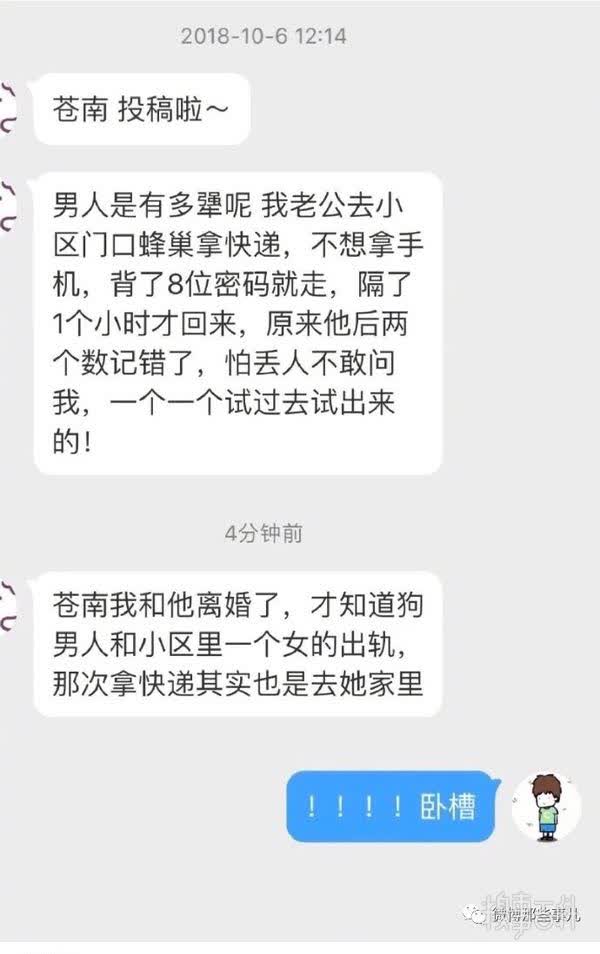 2018-10-6 12:14
苍南 投稿啦～
男人是有多犟呢 我老公去小
区门口蜂巢拿快递，不想拿手
机，背了8位密码就走，隔了
1个小时才回来，原来他后两
个数记错了，怕丢人不敢问
我，一个一个试过去试出来
的！
4分钟前
苍南我和他离婚了，才知道狗
男人和小区里一个女的出轨，
那次拿快递其实也是去她家里
！！！！卧槽
微博那些事儿